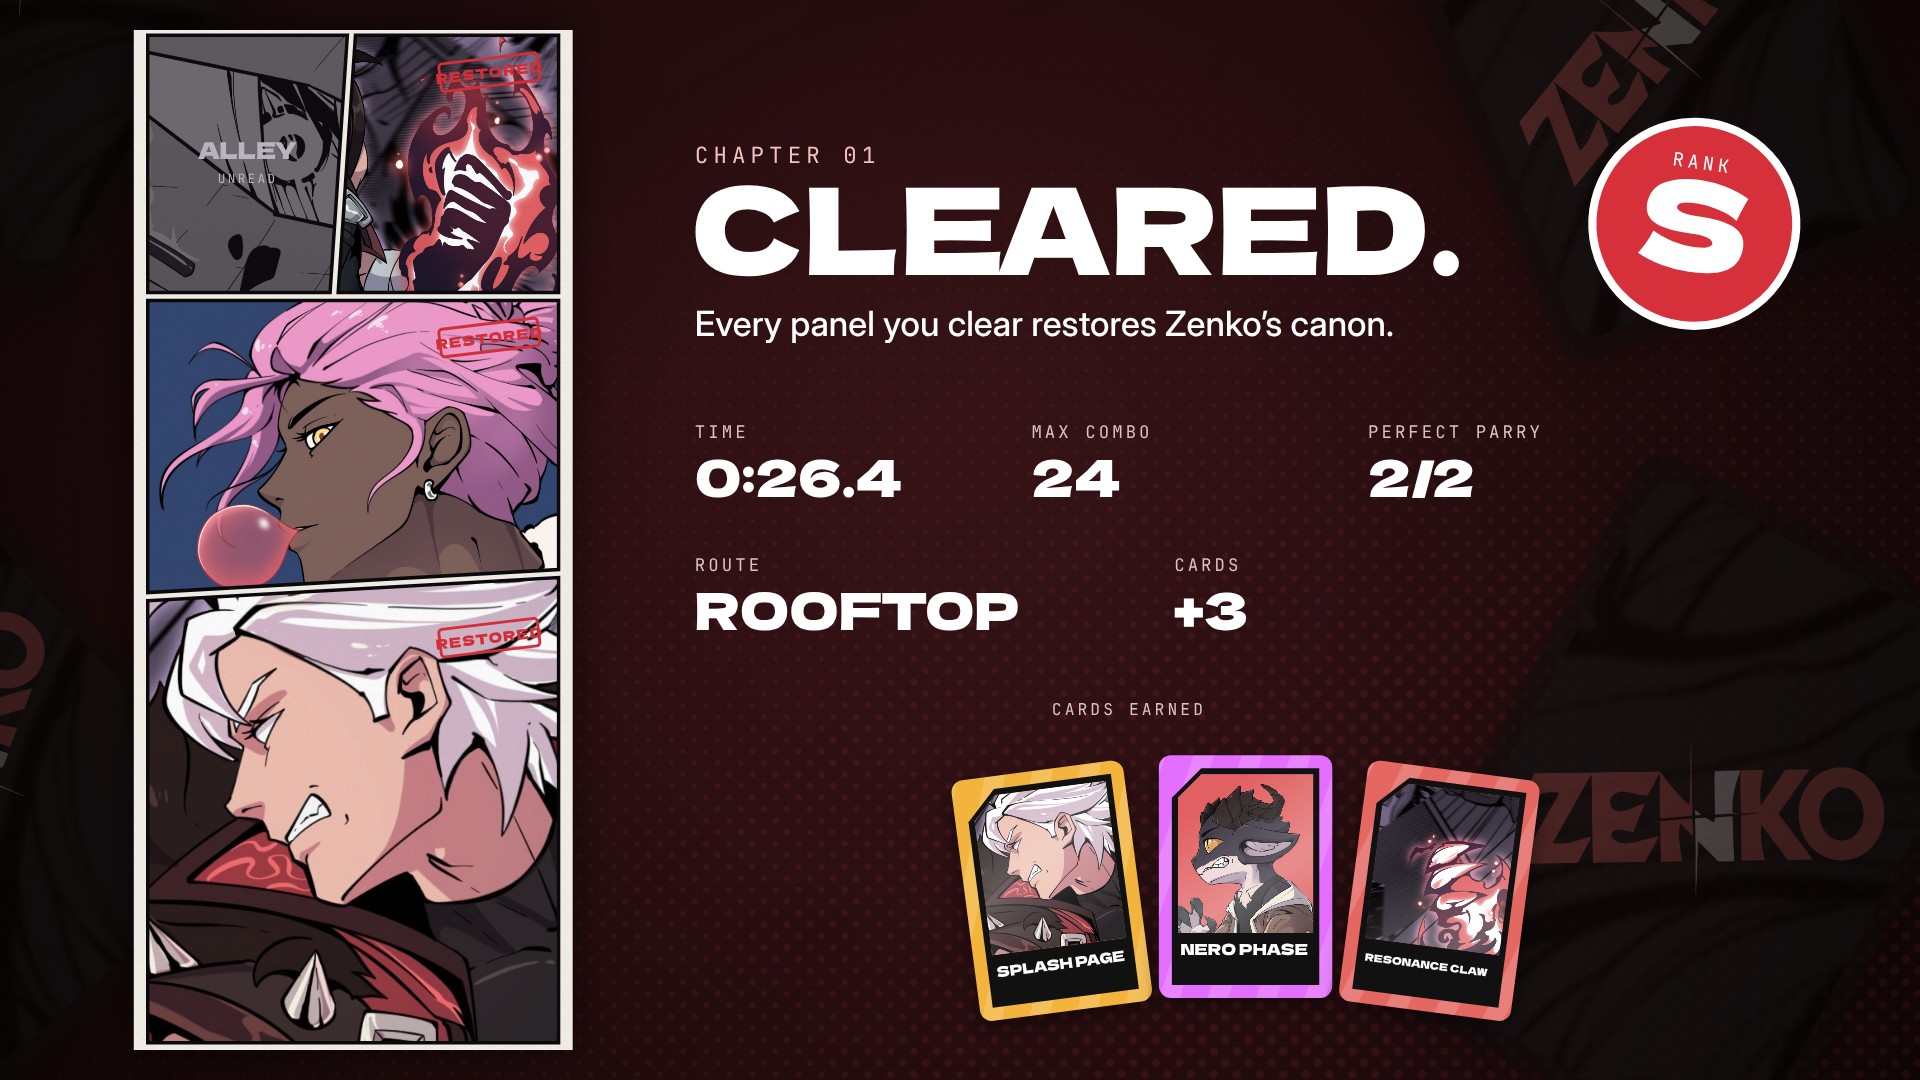 ALLEY
UNREAD
RESTORED
RESTORED
RESTORED
CHAPTER 01
CLEARED.
Every panel you clear restores Zenko’s canon.
RANK
S
TIME
0:26.4
MAX COMBO
24
PERFECT PARRY
2/2
ROUTE
ROOFTOP
CARDS
+3
CARDS EARNED
SPLASH PAGE
NERO PHASE
RESONANCE CLAW
ZENKO